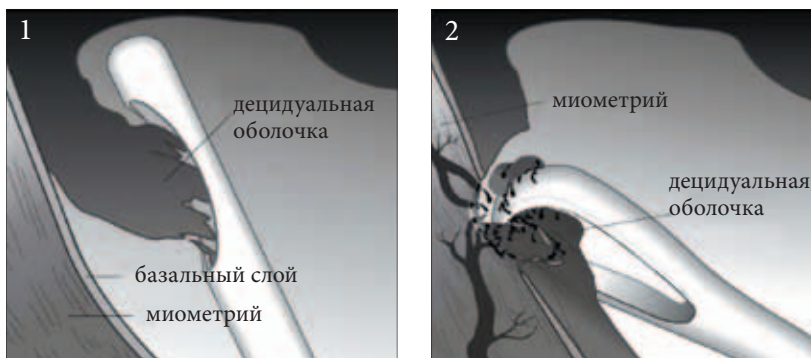 1
децидуальная
оболочка
базальный слой
миометрий
2
миометрий
децидуальная
оболочка